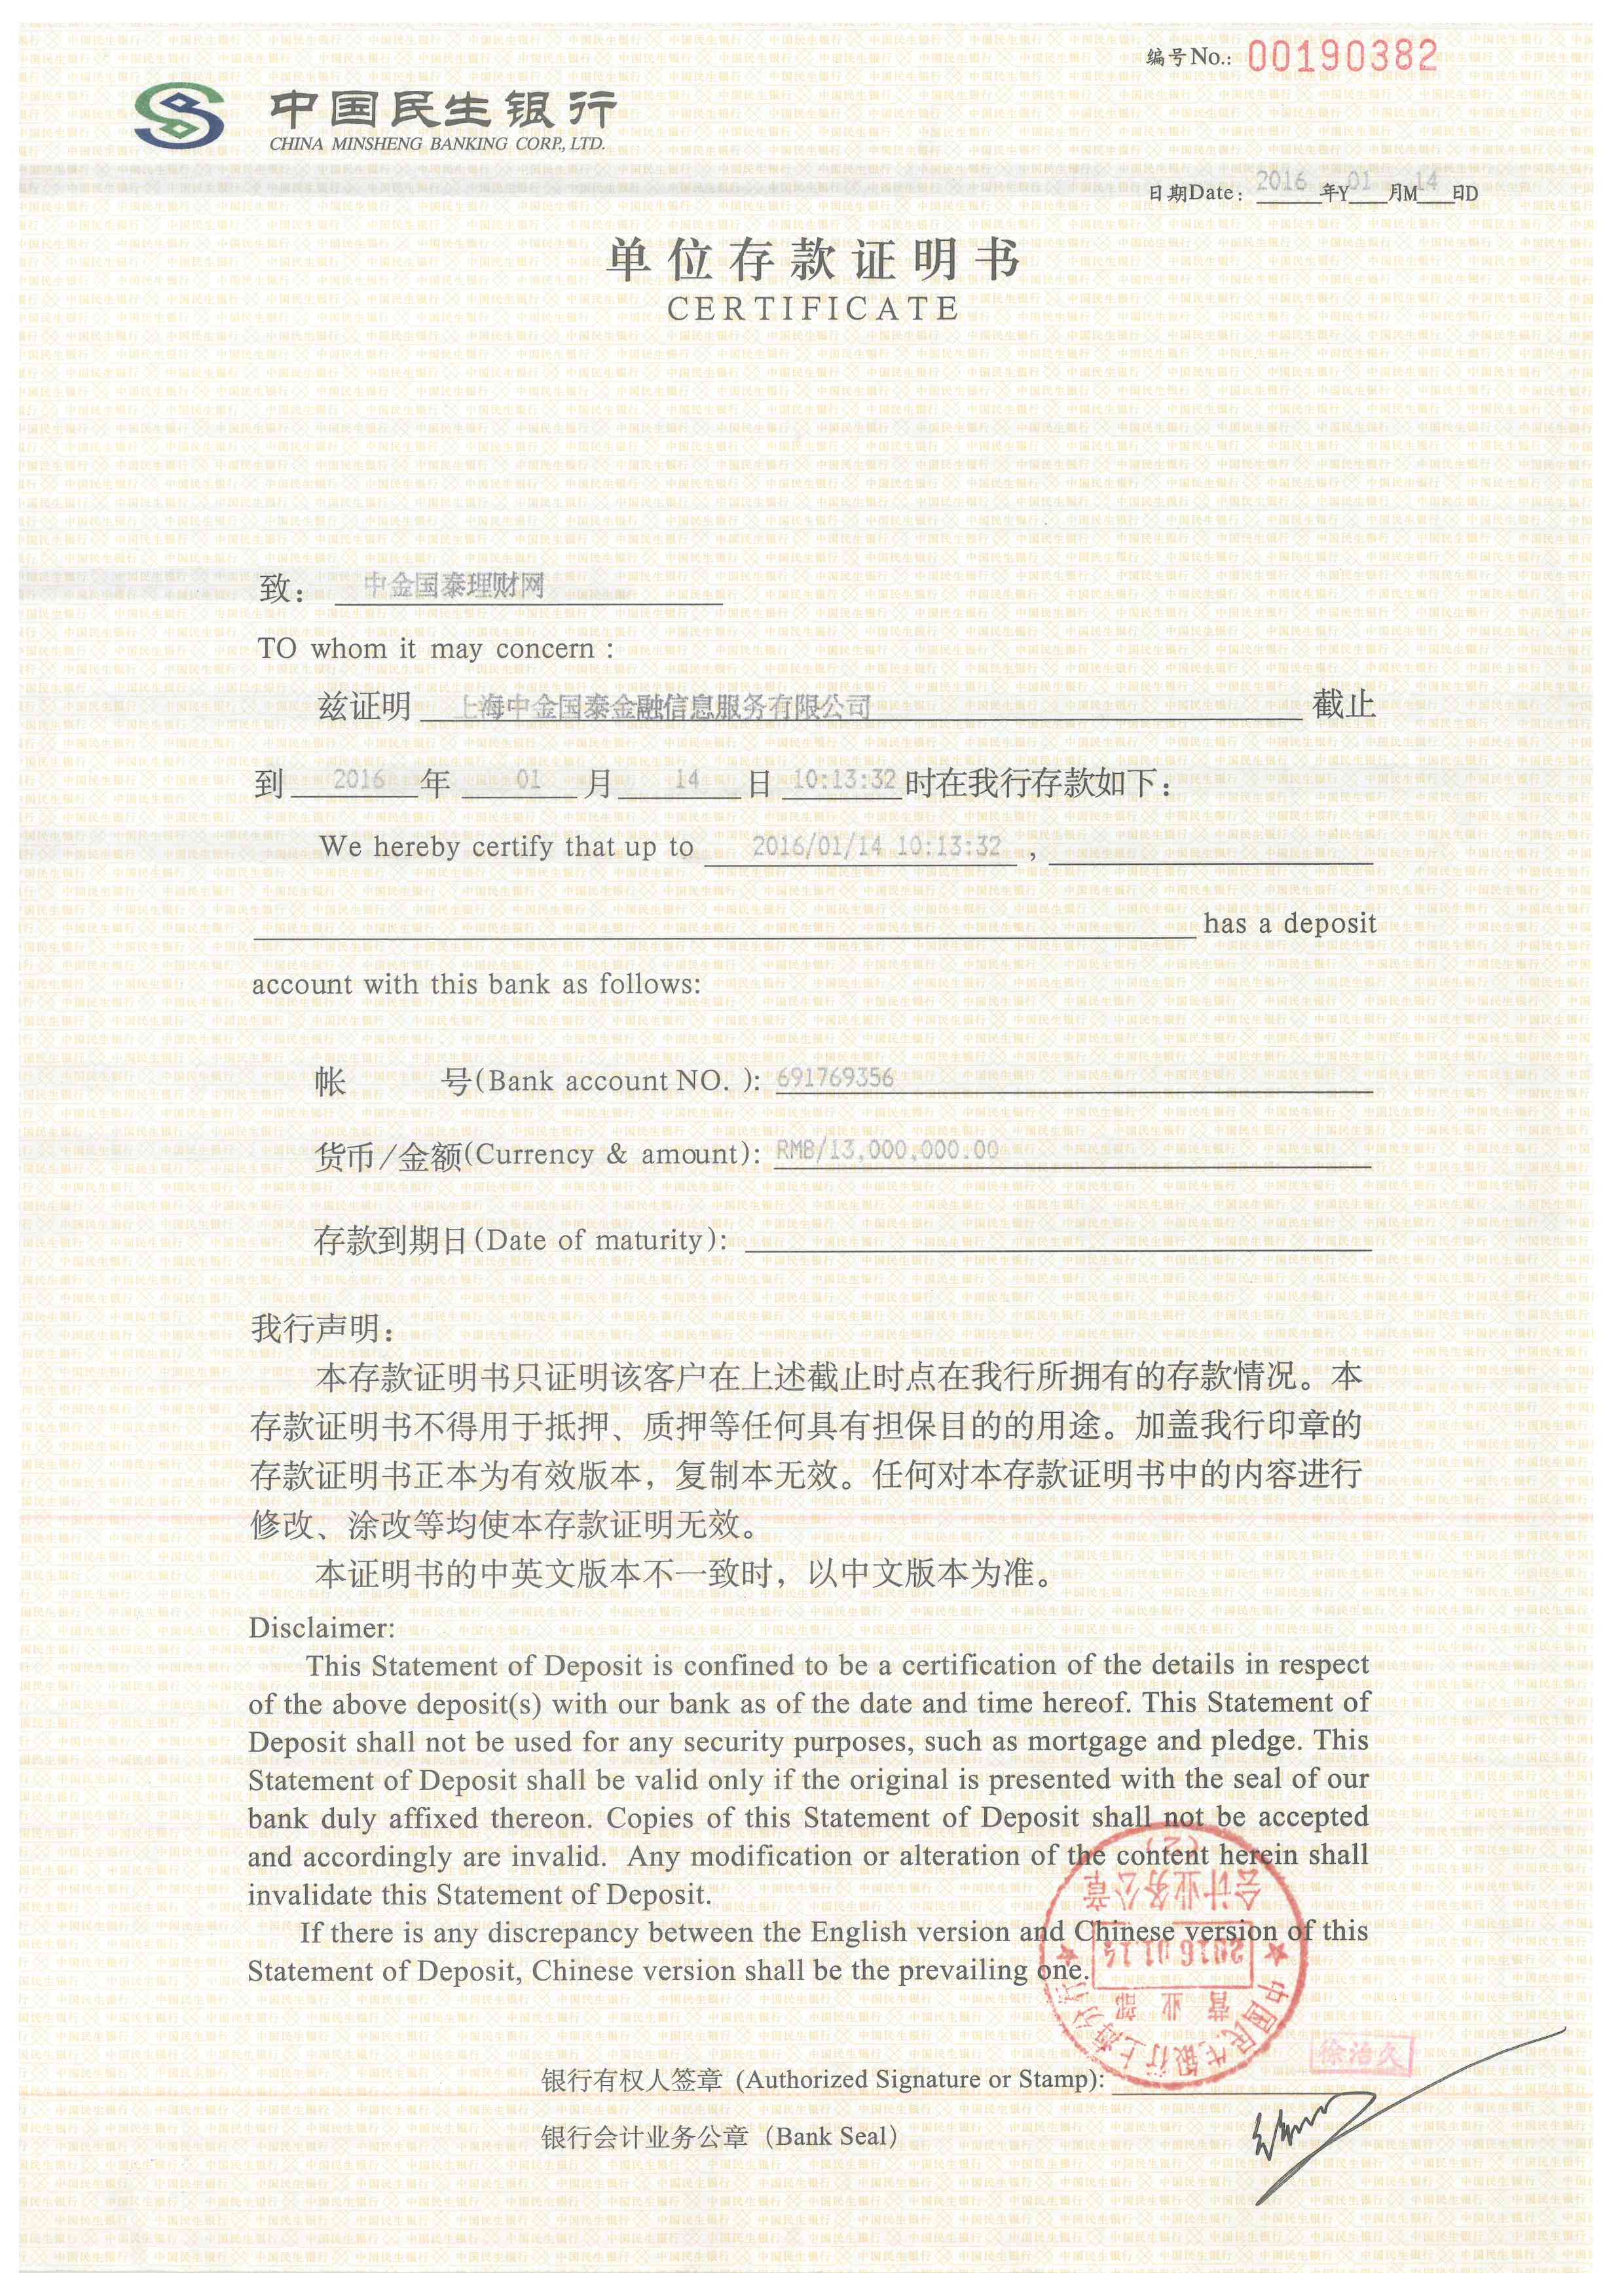 编号No.: 00190382
中国民生银行
CHINA MINSHENG BANKING CORP., LTD.
日期Date: 2016 年Y 01 月M 14 日D
单位存款证明书
CERTIFICATE
致: 中金国泰理财网
TO whom it may concern :
兹证明 上海中金国泰金融信息服务有限公司 截止
到 2016 年 01 月 14 日 10:13:32 时在我行存款如下:
We hereby certify that up to 2016/01/14 10:13:32 ,
has a deposit
account with this bank as follows:
帐 号(Bank account NO. ): 691769356
货币/金额(Currency & amount): RMB/13,000,000.00
存款到期日(Date of maturity):
我行声明:
本存款证明书只证明该客户在上述截止时点在我行所拥有的存款情况。本
存款证明书不得用于抵押、质押等任何具有担保目的的用途。加盖我行印章的
存款证明书正本为有效版本，复制本无效。任何对本存款证明书中的内容进行
修改、涂改等均使本存款证明无效。
本证明书的中英文版本不一致时，以中文版本为准。
Disclaimer:
This Statement of Deposit is confined to be a certification of the details in respect
of the above deposit(s) with our bank as of the date and time hereof. This Statement of
Deposit shall not be used for any security purposes, such as mortgage and pledge. This
Statement of Deposit shall be valid only if the original is presented with the seal of our
bank duly affixed thereon. Copies of this Statement of Deposit shall not be accepted
and accordingly are invalid. Any modification or alteration of the content herein shall
invalidate this Statement of Deposit.
If there is any discrepancy between the English version and Chinese version of this
Statement of Deposit, Chinese version shall be the prevailing one.
中国民生银行上海分行
营业部
2016.01.14
会计业务公章
(2)
徐治久
银行有权人签章 (Authorized Signature or Stamp):
银行会计业务公章 (Bank Seal)